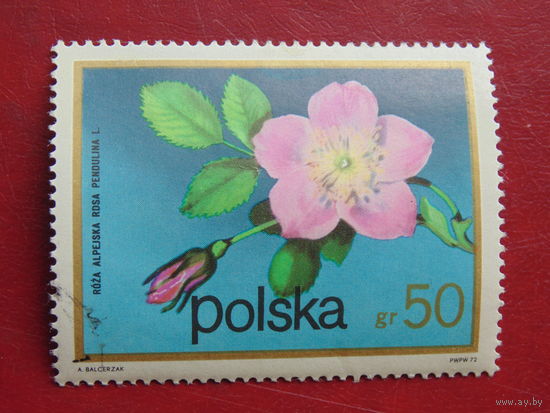 RÓŻA ALPEJSKA ROSA PENDULINA L.
polska gr 50
A. BALCERZAK PWPW 72
www.ay.by